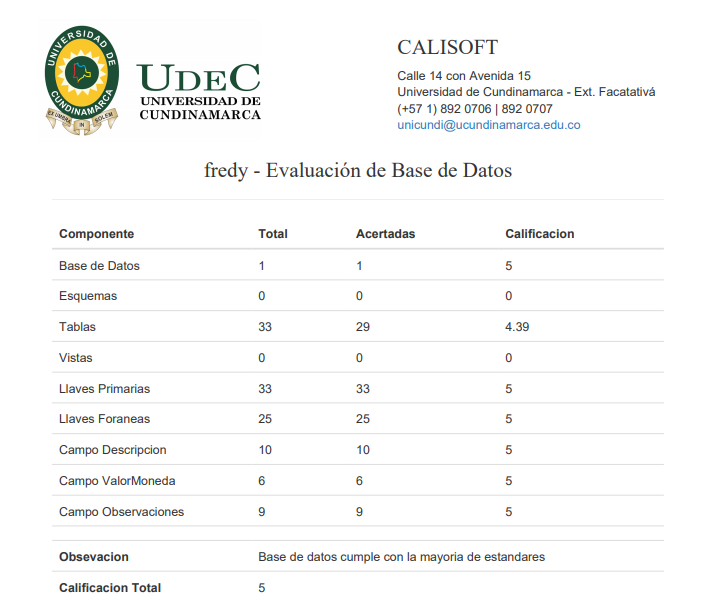 UNIVERSIDAD DE
CUNDINAMARCA
EX UMBRA IN SOLEM
UDEC
UNIVERSIDAD DE
CUNDINAMARCA
CALISOFT
Calle 14 con Avenida 15
Universidad de Cundinamarca - Ext. Facatativá
(+57 1) 892 0706 | 892 0707
unicundi@ucundinamarca.edu.co
fredy - Evaluación de Base de Datos
Componente Total Acertadas Calificacion
Base de Datos 1 1 5
Esquemas 0 0 0
Tablas 33 29 4.39
Vistas 0 0 0
Llaves Primarias 33 33 5
Llaves Foraneas 25 25 5
Campo Descripcion 10 10 5
Campo ValorMoneda 6 6 5
Campo Observaciones 9 9 5
Obsevacion Base de datos cumple con la mayoria de estandares
Calificacion Total 5